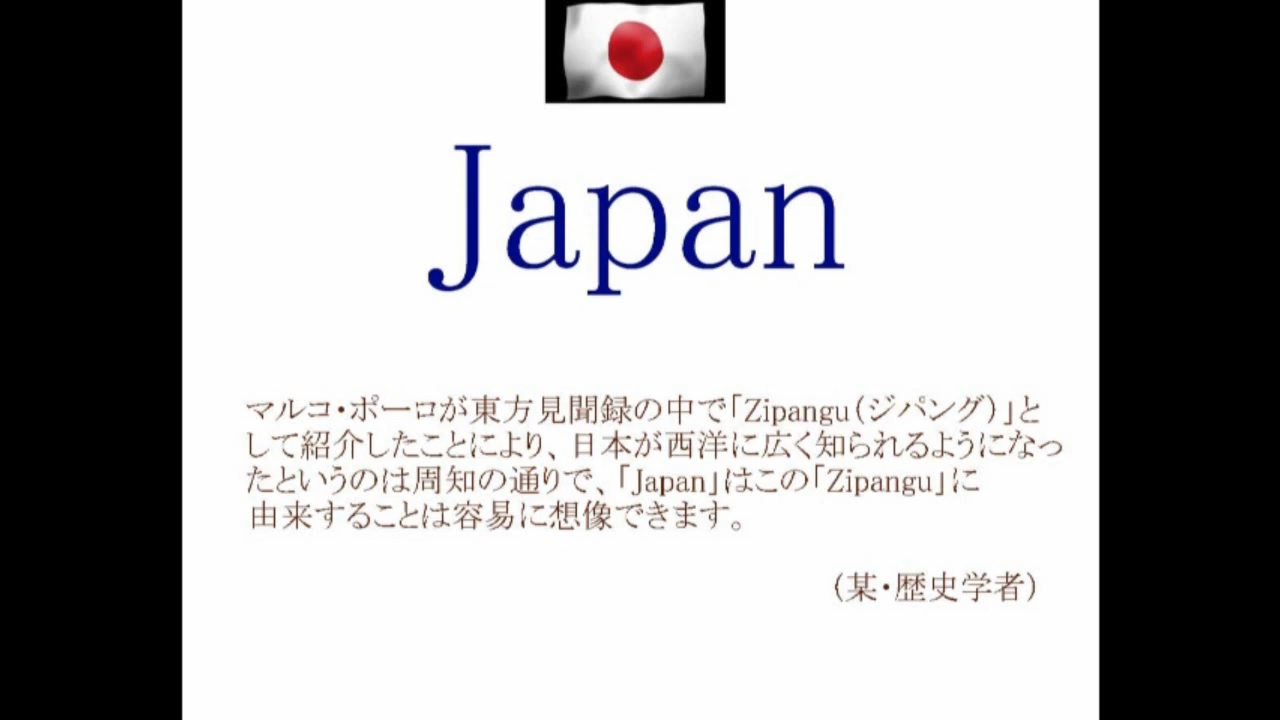 Japan
マルコ・ポーロが東方見聞録の中で「Zipangu(ジパング)」と
して紹介したことにより、日本が西洋に広く知られるようになっ
たというのは周知の通りで、「Japan」はこの「Zipangu」に
由来することは容易に想像できます。
(某・歴史学者)